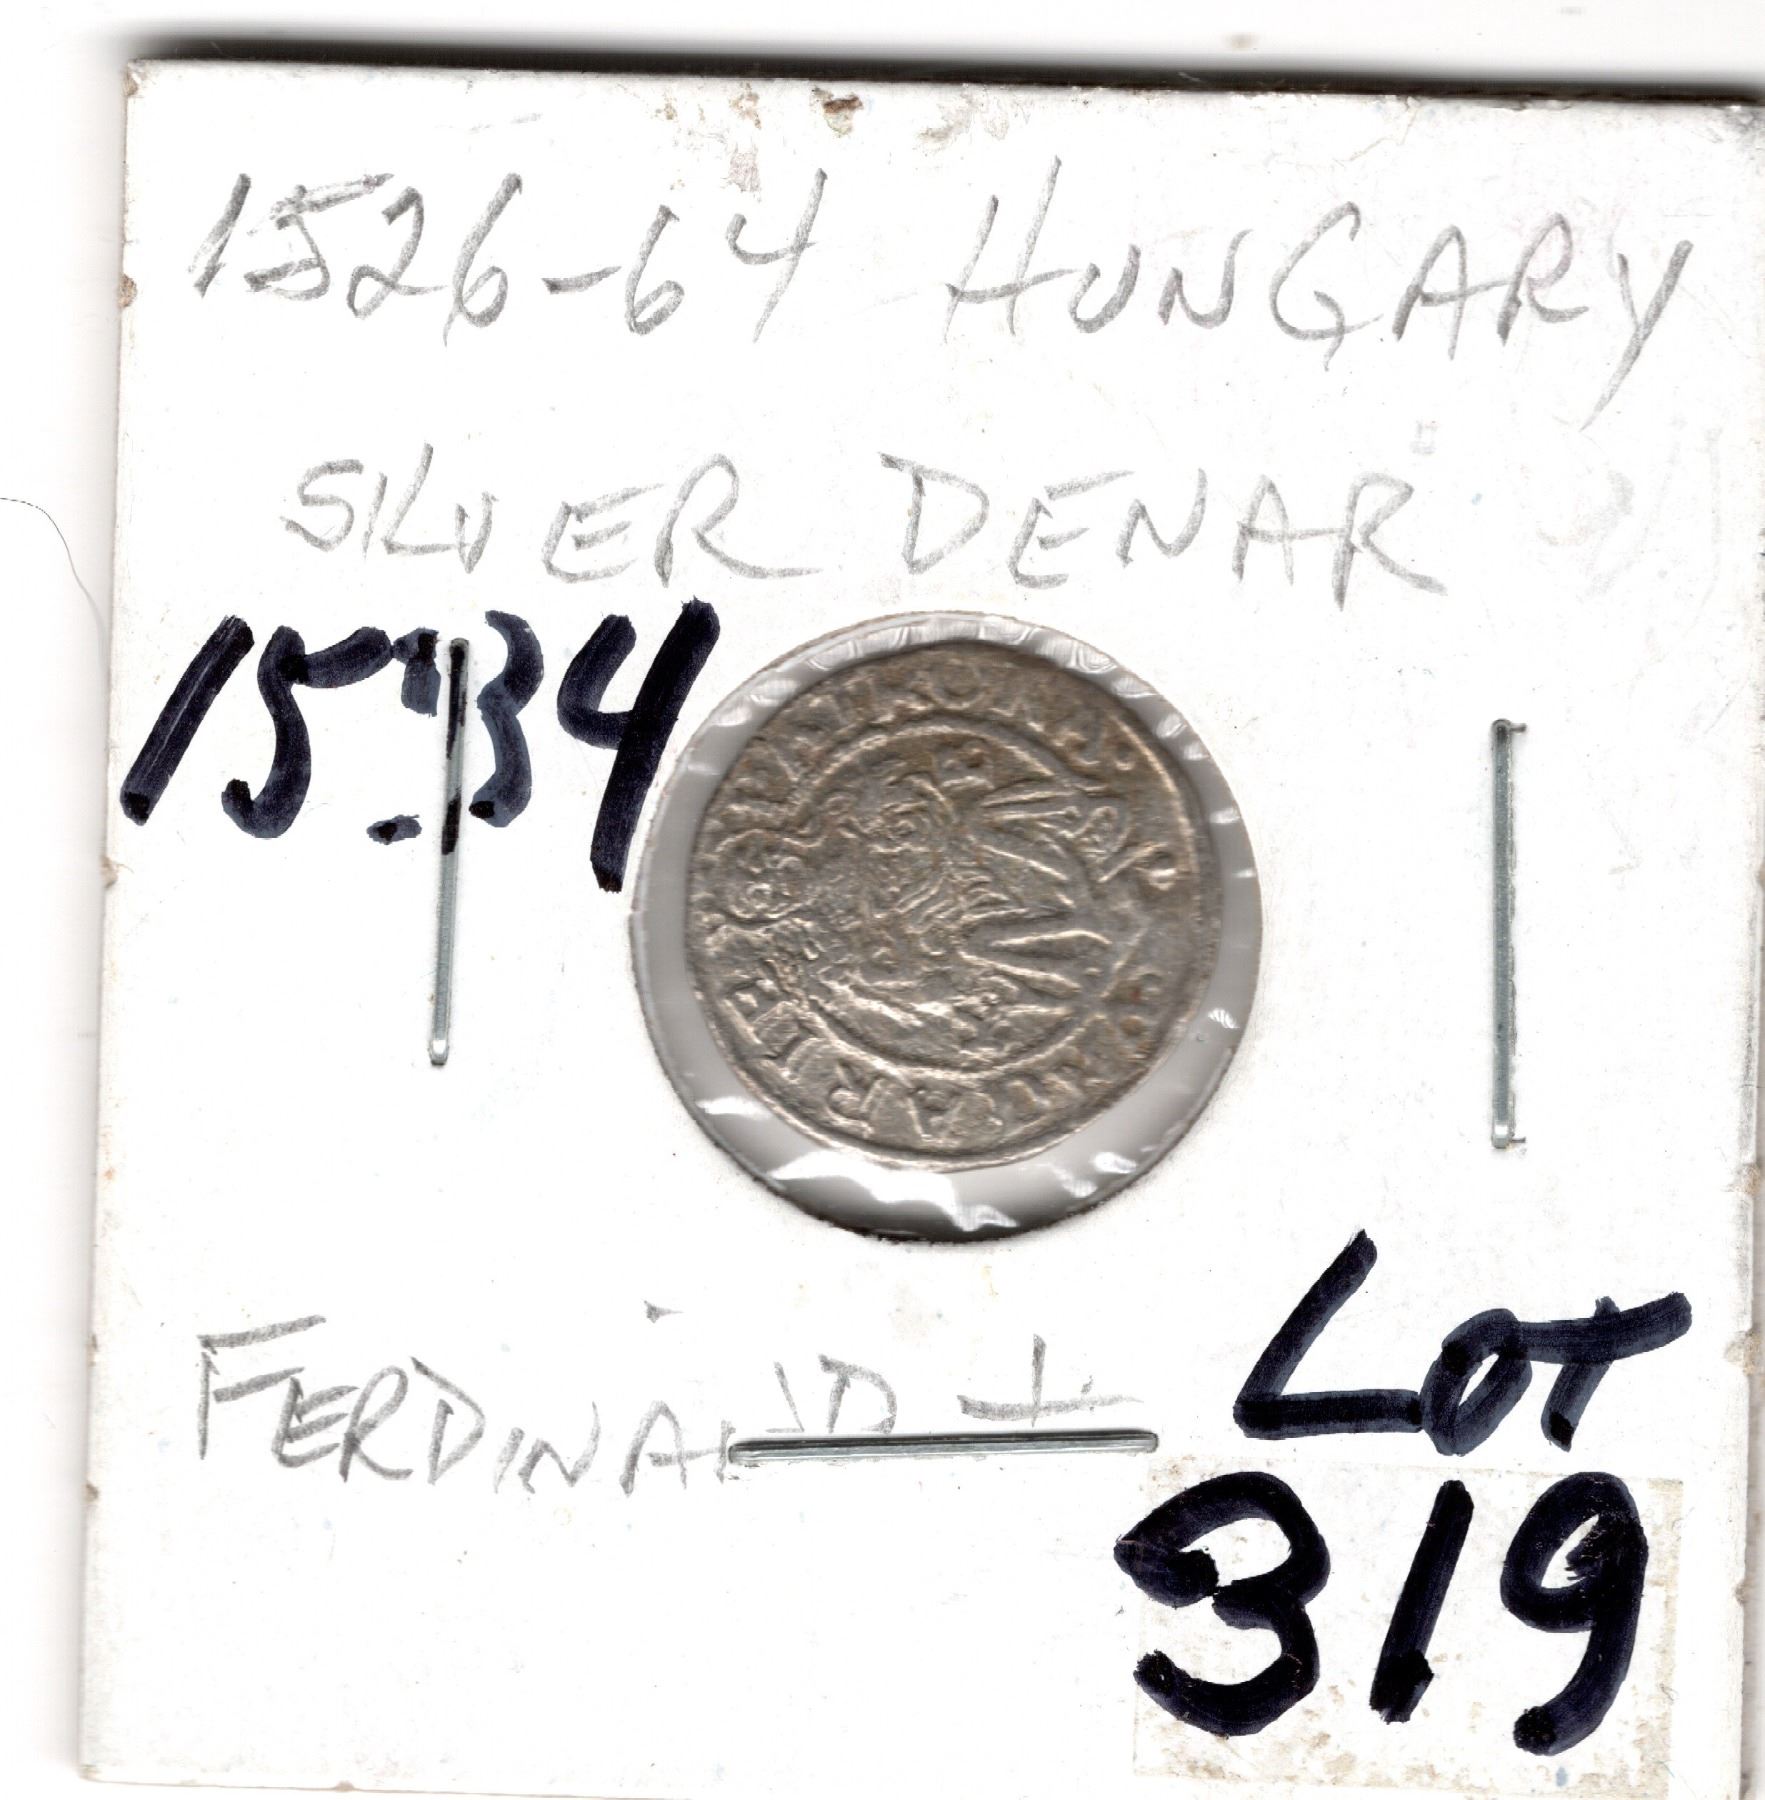 1526-64 HUNGARY
SILVER DENAR
1534
FERDINAND I
LOT
319